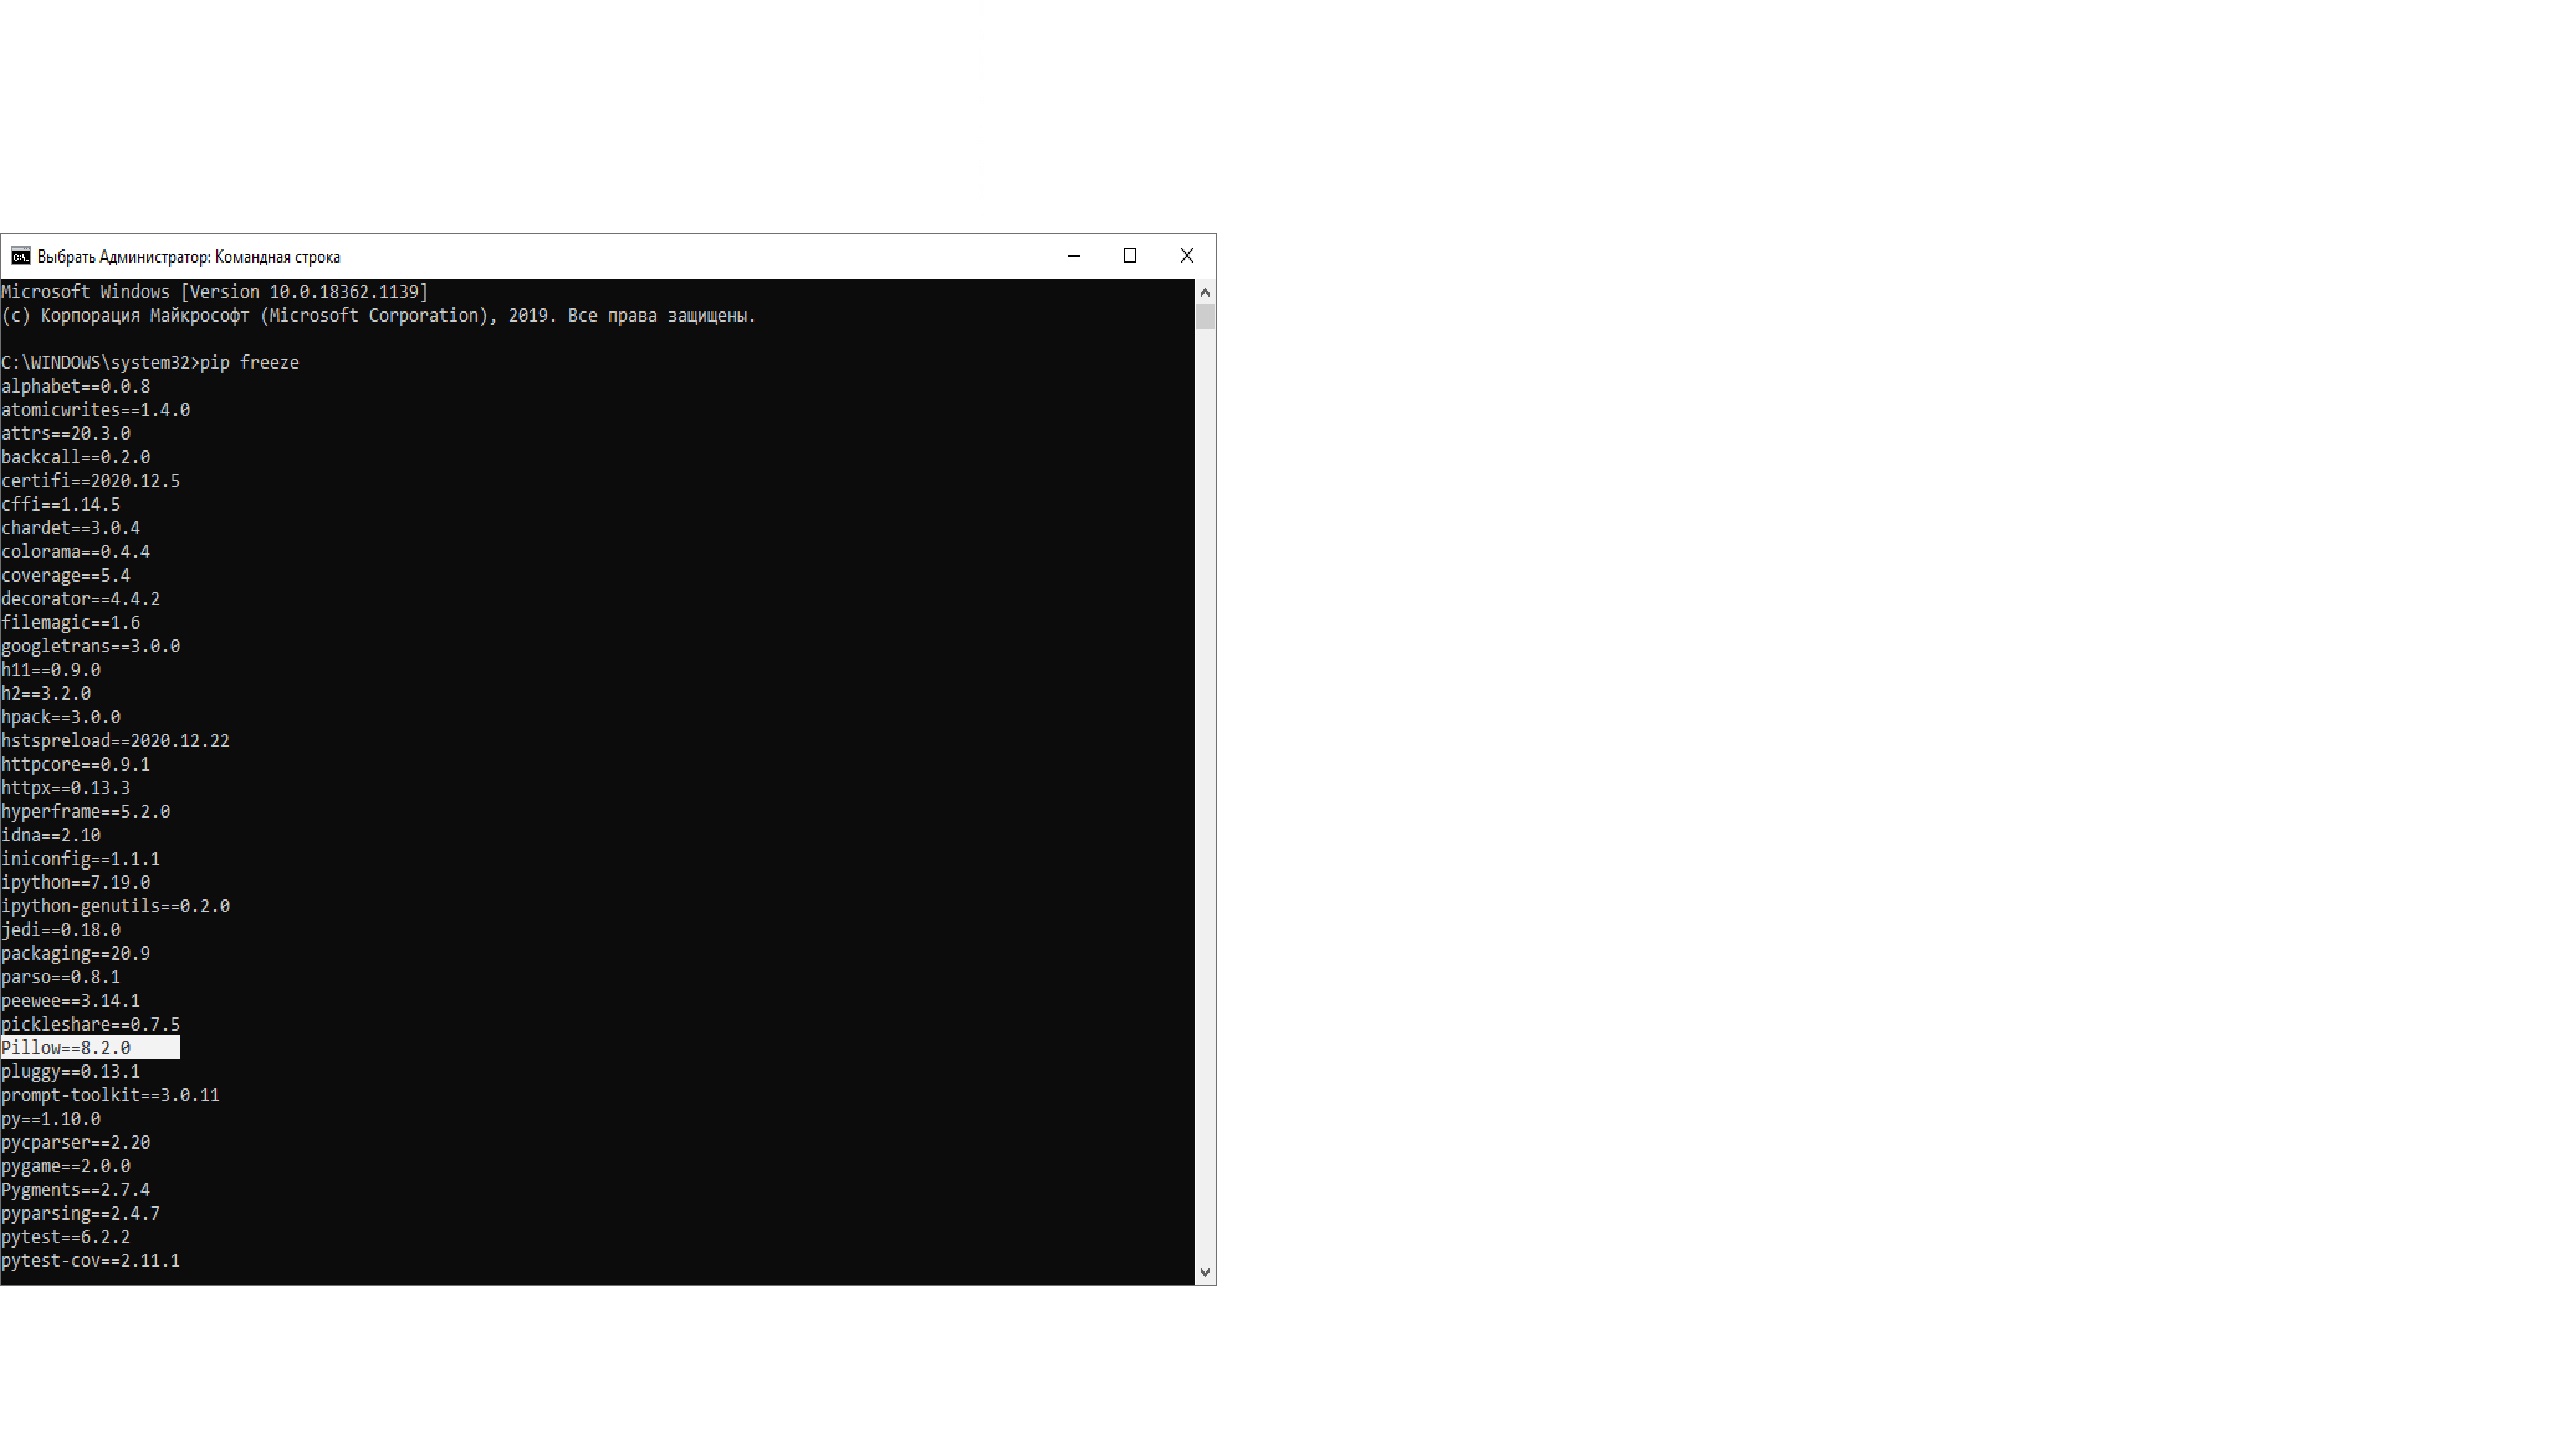 Выбрать Администратор: Командная строка
Microsoft Windows [Version 10.0.18362.1139]
(c) Корпорация Майкрософт (Microsoft Corporation), 2019. Все права защищены.
C:\WINDOWS\system32>pip freeze
alphabet==0.0.8
atomicwrites==1.4.0
attrs==20.3.0
backcall==0.2.0
certifi==2020.12.5
cffi==1.14.5
chardet==3.0.4
colorama==0.4.4
coverage==5.4
decorator==4.4.2
filemagic==1.6
googletrans==3.0.0
h11==0.9.0
h2==3.2.0
hpack==3.0.0
hstspreload==2020.12.22
httpcore==0.9.1
httpx==0.13.3
hyperframe==5.2.0
idna==2.10
iniconfig==1.1.1
ipython==7.19.0
ipython-genutils==0.2.0
jedi==0.18.0
packaging==20.9
parso==0.8.1
peewee==3.14.1
pickleshare==0.7.5
Pillow==8.2.0
pluggy==0.13.1
prompt-toolkit==3.0.11
py==1.10.0
pycparser==2.20
pygame==2.0.0
Pygments==2.7.4
pyparsing==2.4.7
pytest==6.2.2
pytest-cov==2.11.1